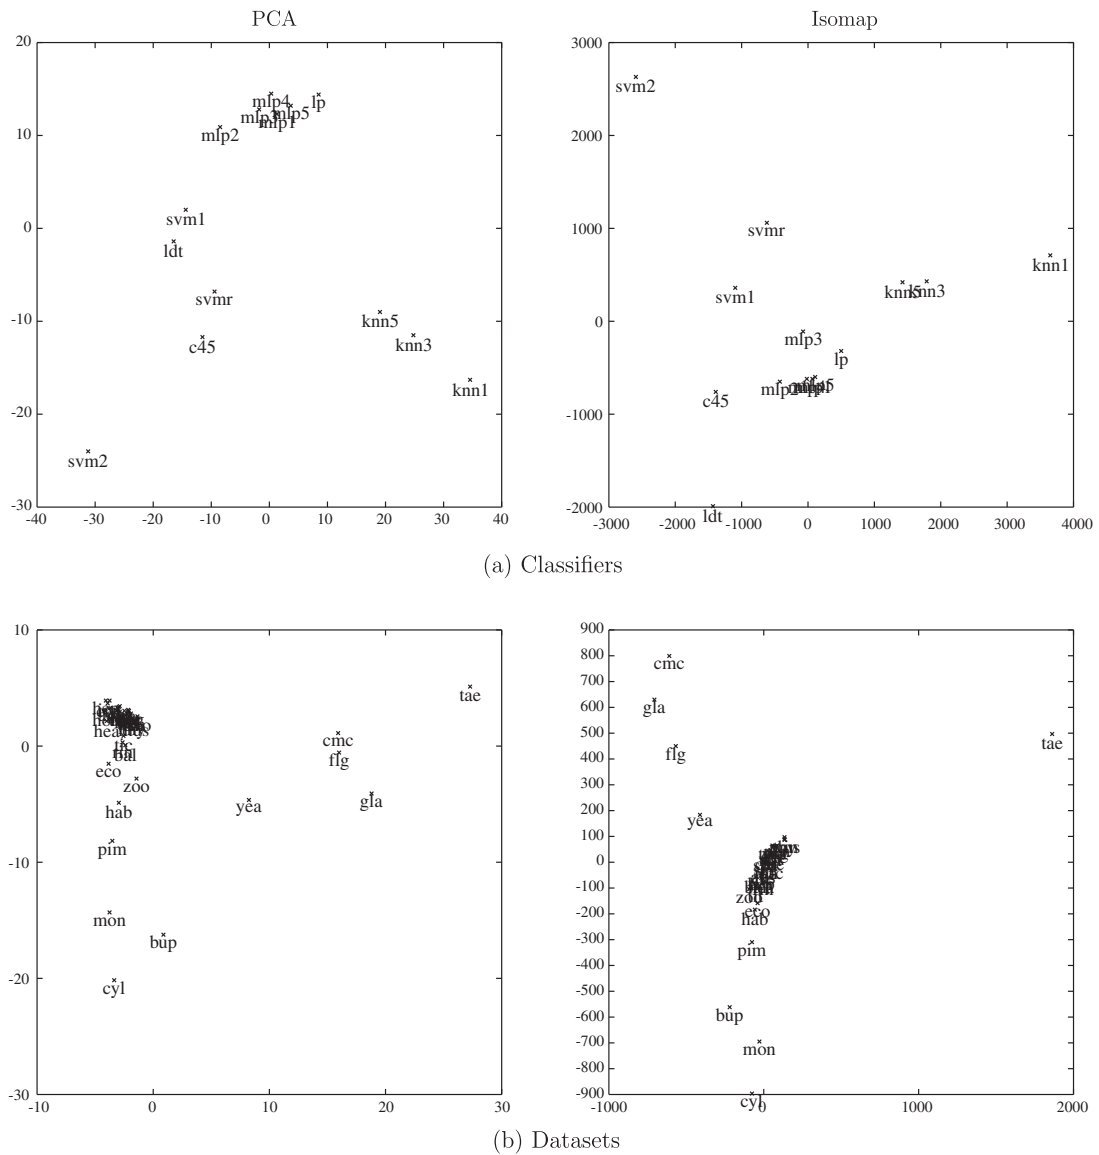 PCA
Isomap
20
10
0
-10
-20
-30
-40
-30
-20
-10
0
10
20
30
40
mlp4
lp
mlp5
mlp3
mlp1
mlp2
svm1
ldt
svmr
c45
knn5
knn3
knn1
svm2
3000
2000
1000
0
-1000
-2000
-3000
-2000
-1000
0
1000
2000
3000
4000
svm2
svmr
knn1
svm1
knn5
knn3
mlp3
lp
mlp2
c45
ldt
(a) Classifiers
10
0
-10
-20
-30
-10
0
10
20
30
tae
cmc
flg
gla
yea
bal
eco
zoo
hab
pim
mon
bup
cyl
900
800
700
600
500
400
300
200
100
0
-100
-200
-300
-400
-500
-600
-700
-800
-900
-1000
0
1000
2000
cmc
gla
flg
tae
yea
zoo
eco
hab
pim
bup
mon
cyl
(b) Datasets